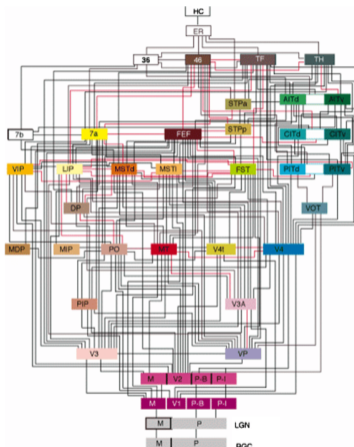 HC
ER
35 46 TF TH
STPa AITd AITv
7b 7a FEF STPp CITd CITv
VIP LIP MSTd MSTl FST PITd PITv
DP VOT
MDP MIP PO MT V4t V4
PIP V3A
V3 VP
M V2 P-B P-I
M V1 P-B P-I
M P LGN
M P RGC